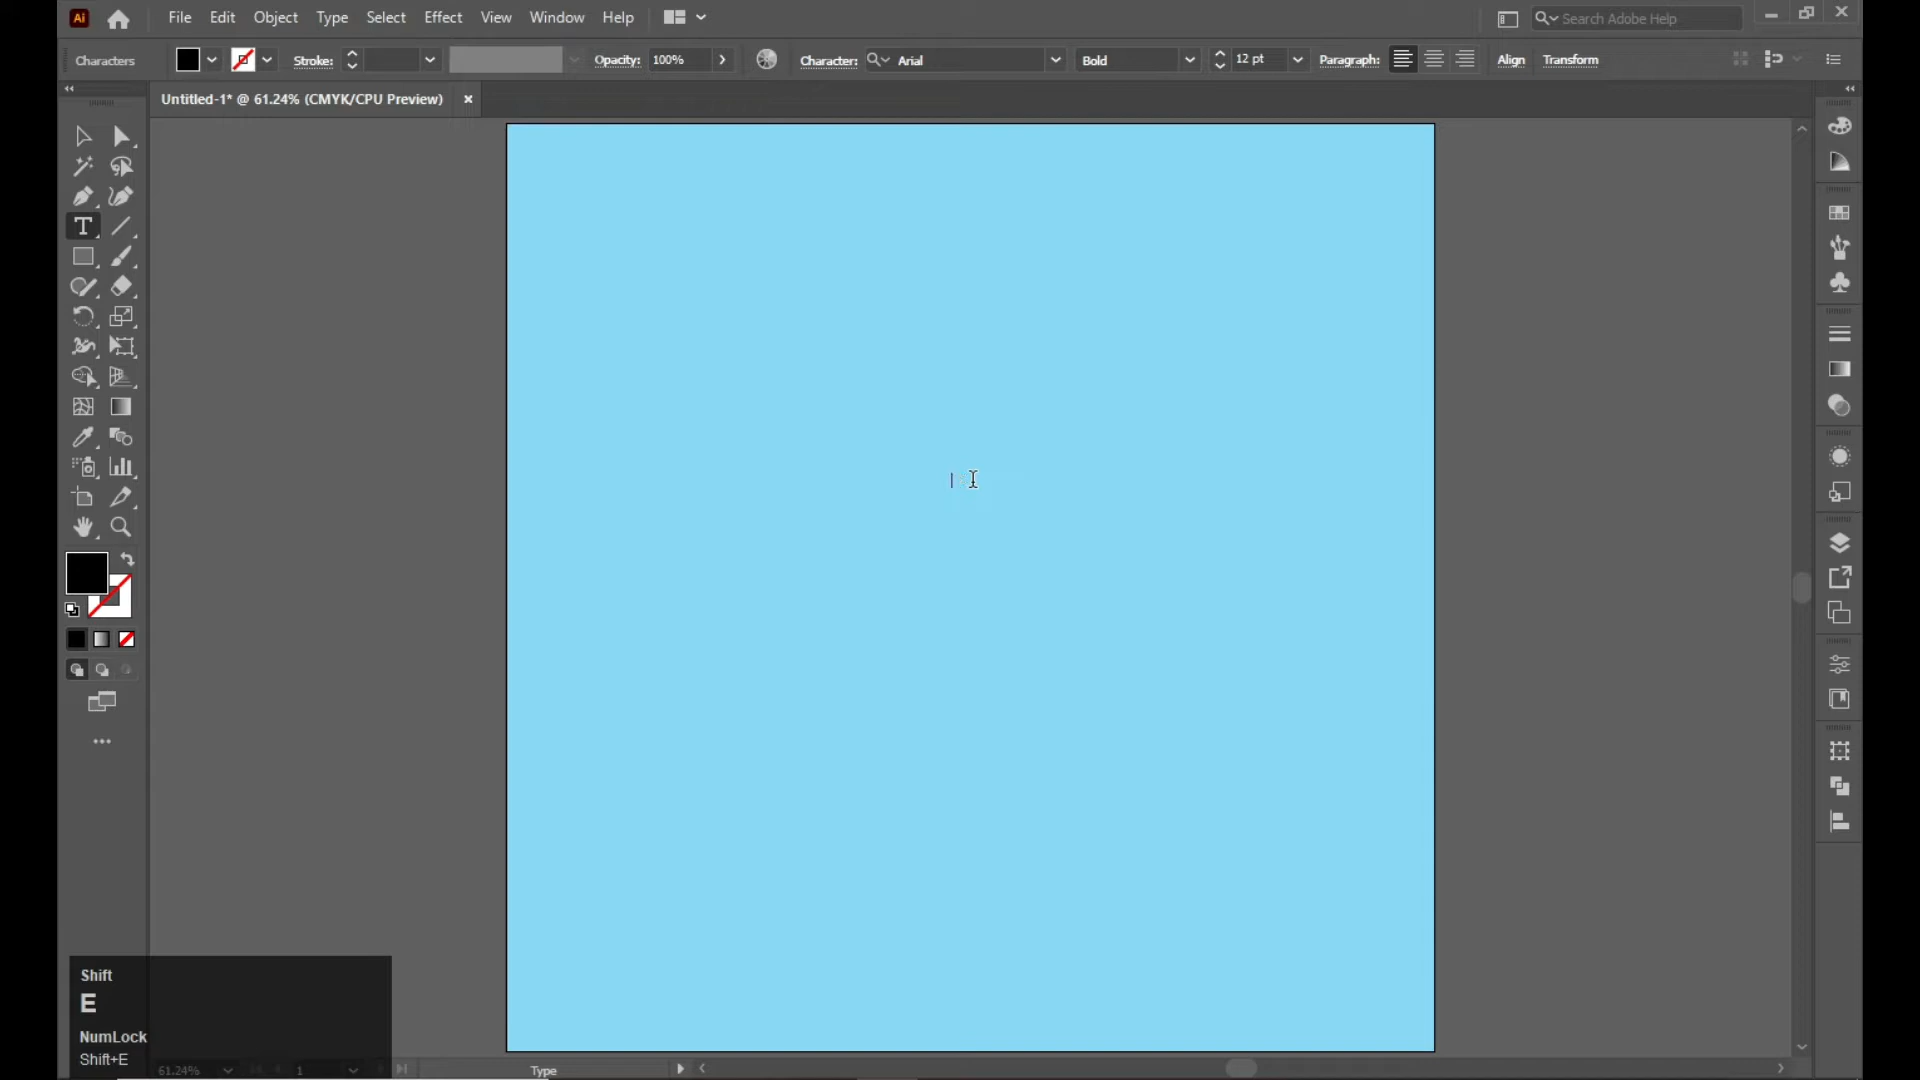 Ai File Edit Object Type Select Effect View Window Help Search Adobe Help
Characters Stroke: Opacity: 100% Character: Arial Bold 12 pt Paragraph: Align Transform
Untitled-1* @ 61.24% (CMYK/CPU Preview)
T
Shift
E
NumLock
Shift+E
61.24% 1 Type